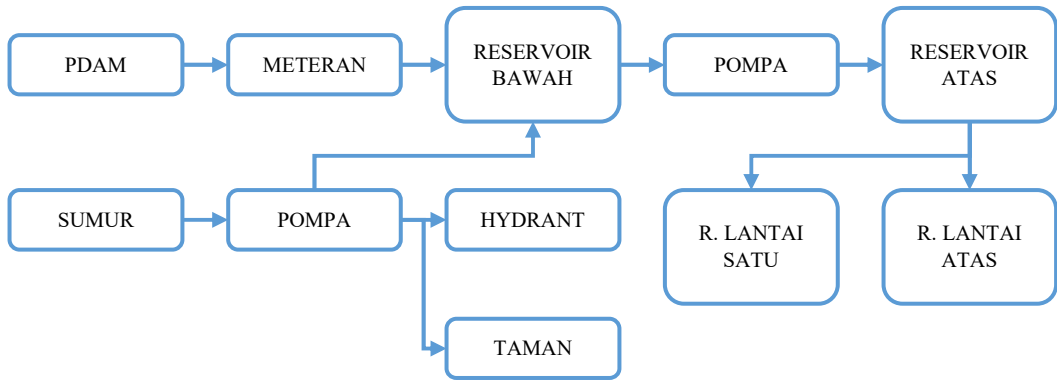 PDAM
METERAN
RESERVOIR
BAWAH
POMPA
RESERVOIR
ATAS
SUMUR
POMPA
HYDRANT
R. LANTAI
SATU
R. LANTAI
ATAS
TAMAN